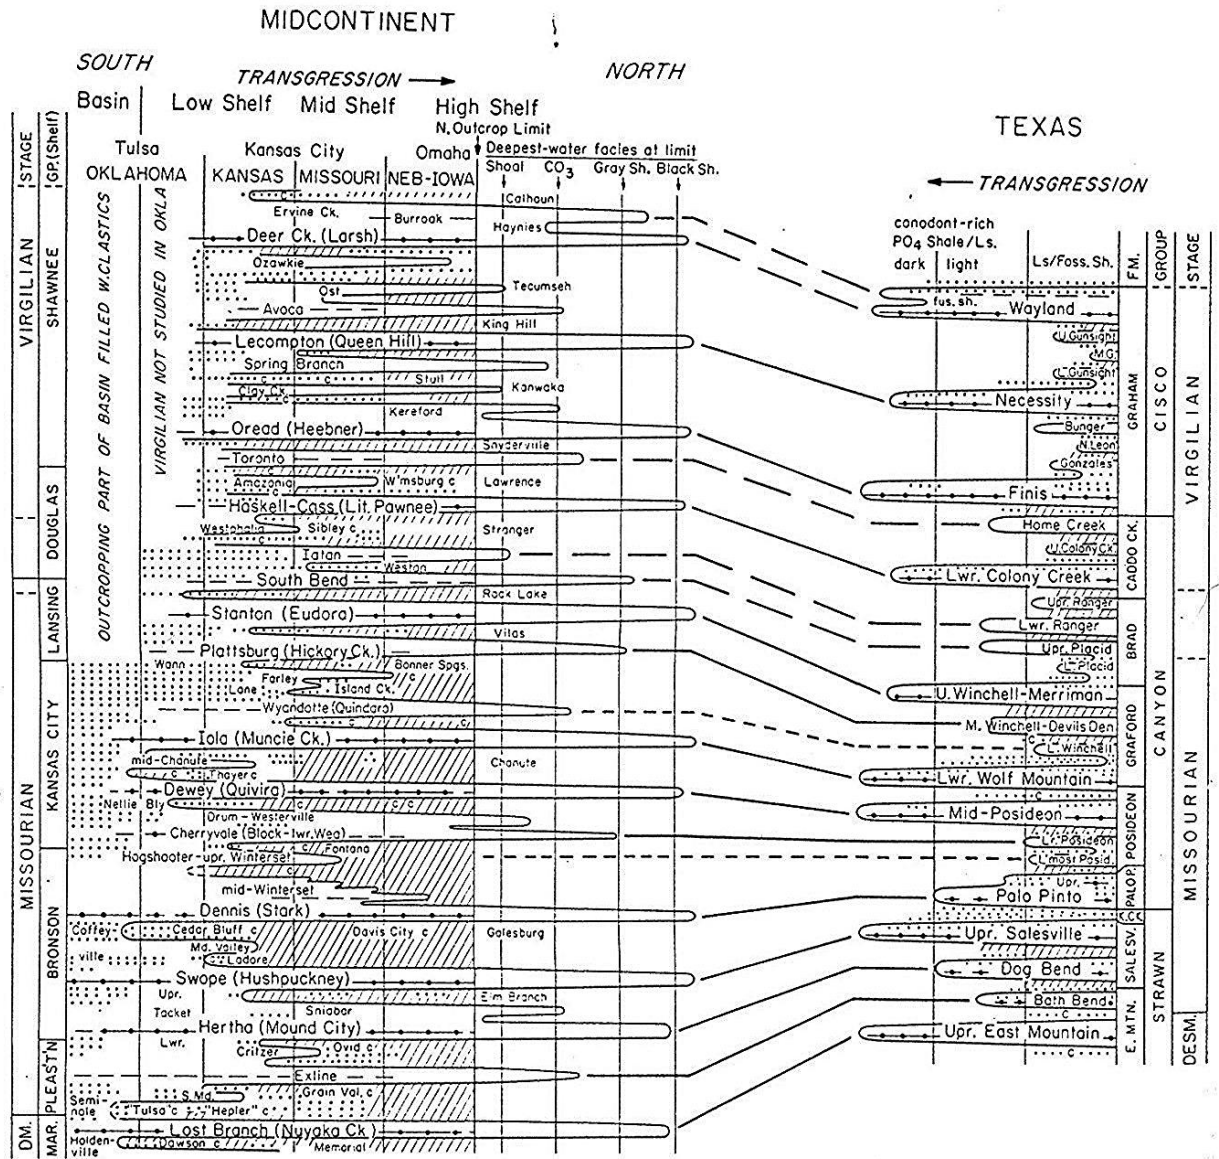 MIDCONTINENT
SOUTH
NORTH
TRANSGRESSION
Basin
Low Shelf
Mid Shelf
High Shelf
N. Outcrop Limit
Tulsa
Kansas City
Omaha
Deepest-water facies at limit
OKLAHOMA
KANSAS
MISSOURI
NEB-IOWA
Shoal
CO3
Gray Sh.
Black Sh.
STAGE
GP. (Shelf)
VIRGILIAN
MISSOURIAN
DM.
SHAWNEE
DOUGLAS
LANSING
KANSAS CITY
BRONSON
PLEAST'N
MAR.
OUTCROPPING PART OF BASIN FILLED W. CLASTICS
VIRGILIAN NOT STUDIED IN OKLA
c
Calhoun
Ervine Ck.
Burroak
Haynies
Deer Ck. (Larsh)
Ozawkie
Ost
Tecumseh
Avoca
King Hill
Lecompton (Queen Hill)
Spring Branch
c
c
Stull
Clay Ck.
Kanwaka
Kereford
Oread (Heebner)
Snyderville
Toronto
Amazonia
W'msburg c
Lawrence
Haskell-Cass (Lit. Pawnee)
Westphalia
Sibley c
Stranger
Iatan
Weston
South Bend
Rock Lake
Stanton (Eudora)
Vilas
Plattsburg (Hickory Ck.)
Wann
Bonner Spgs.
Farley
Lane
Island Ck.
Wyandotte (Quindaro)
c
c
Iola (Muncie Ck.)
mid-Chanute
Chanute
c
Thayer c
Dewey (Quivira)
Nellie Bly
c
c c
Drum-Westerville
Cherryvale (Block-lwr. Wea)
c
Fontana
Hogshooter-upr. Winterset
c
mid-Winterset
Dennis (Stark)
Coffey
ville
Cedar Bluff c
Davis City c
Galesburg
Md. Valley
Ladore
Swope (Hushpuckney)
Upr.
Tacket
Sniabar
Elm Branch
Hertha (Mound City)
Lwr.
Critzer
Ovid c
Exline
S. Md.
Grain Val. c
Semi-
nole
"Tulsa" c
"Hepler" c
Lost Branch (Nuyaka Ck.)
Holden-
ville
Dawson c
Memorial
TEXAS
TRANSGRESSION
conodont-rich
PO4 Shale/Ls.
dark
light
Ls/Foss. Sh.
FM.
GROUP
STAGE
fus. sh.
Wayland
U. Gunsight
M.G.
L. Gunsight
Necessity
Bunger
N. Leon
Gonzales
Finis
Home Creek
U. Colony Ck.
Lwr. Colony Creek
Upr. Ranger
Lwr. Ranger
Upr. Placid
L. Placid
U. Winchell-Merriman
M. Winchell-Devils Den
c
L. Winchell
Lwr. Wolf Mountain
c
Mid-Posideon
Lr. Posideon
L'most Posid.
Upr.
Palo Pinto
Upr. Salesville
Dog Bend
Bath Bend
c
Upr. East Mountain
c
GRAHAM
CADDO CK.
BRAD
GRAFORD
POSIDEON
PALO P.
K.CK
SALESV.
E. MTN.
CISCO
CANYON
STRAWN
VIRGILIAN
MISSOURIAN
DESM.